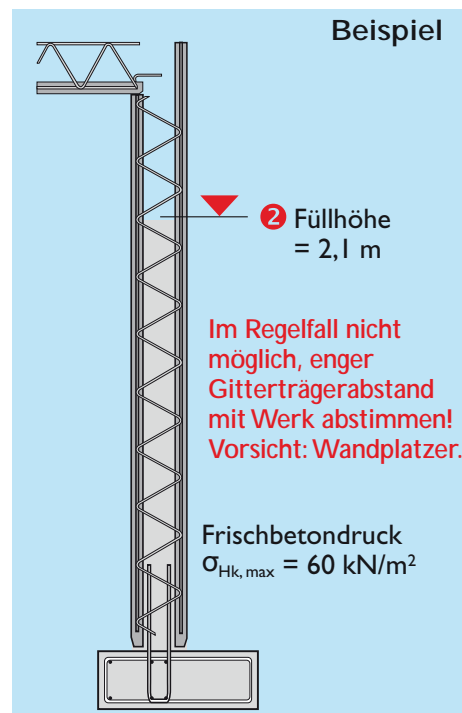 Beispiel
❷ Füllhöhe
= 2,1 m
Im Regelfall nicht
möglich, enger
Gitterträgerabstand
mit Werk abstimmen!
Vorsicht: Wandplatzer.
Frischbetondruck
σHk, max = 60 kN/m²